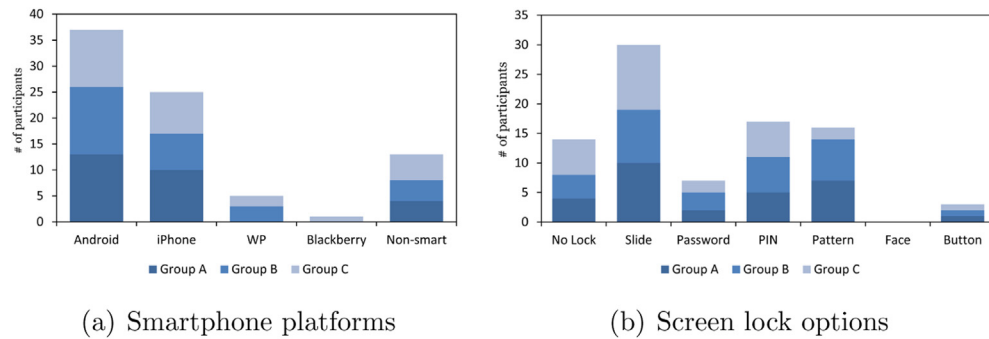 # of participants
40
35
30
25
20
15
10
5
0
Android iPhone WP Blackberry Non-smart
Group A Group B Group C
(a) Smartphone platforms
# of participants
35
30
25
20
15
10
5
0
No Lock Slide Password PIN Pattern Face Button
Group A Group B Group C
(b) Screen lock options